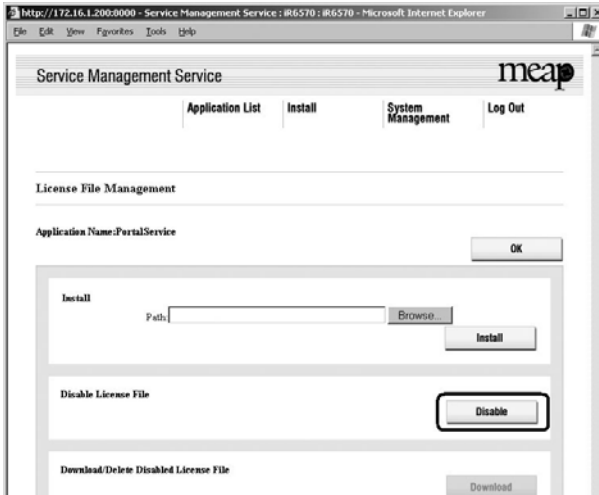 http://172.16.1.200:8000 - Service Management Service : iR6570 : iR6570 - Microsoft Internet Explorer
File Edit View Favorites Tools Help
Service Management Service
meap
Application List Install System Management Log Out
License File Management
Application Name:PortalService
OK
Install
Path: Browse...
Install
Disable License File
Disable
Download/Delete Disabled License File
Download